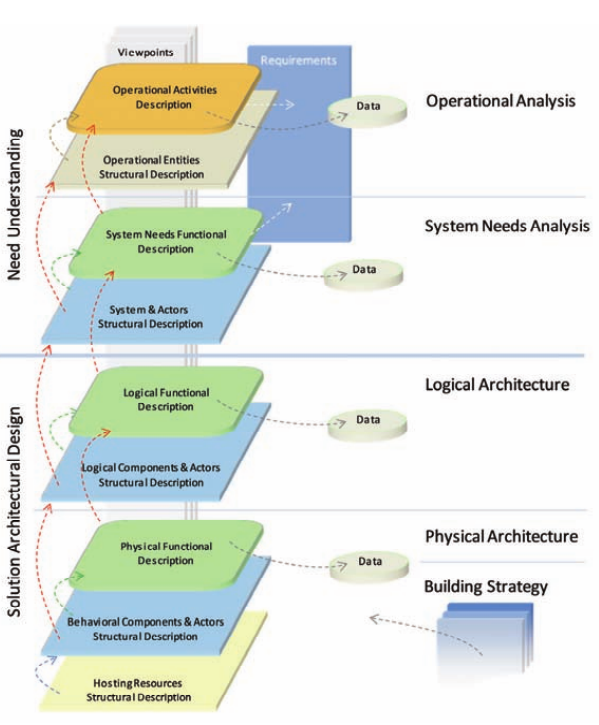 Viewpoints
Requirements
Operational Activities
Description
Data
Operational Analysis
Operational Entities
Structural Description
Need Understanding
System Needs Functional
Description
Data
System Needs Analysis
System & Actors
Structural Description
Logical Functional
Description
Data
Logical Architecture
Logical Components & Actors
Structural Description
Solution Architectural Design
Physical Functional
Description
Data
Physical Architecture
Building Strategy
Behavioral Components & Actors
Structural Description
Hosting Resources
Structural Description